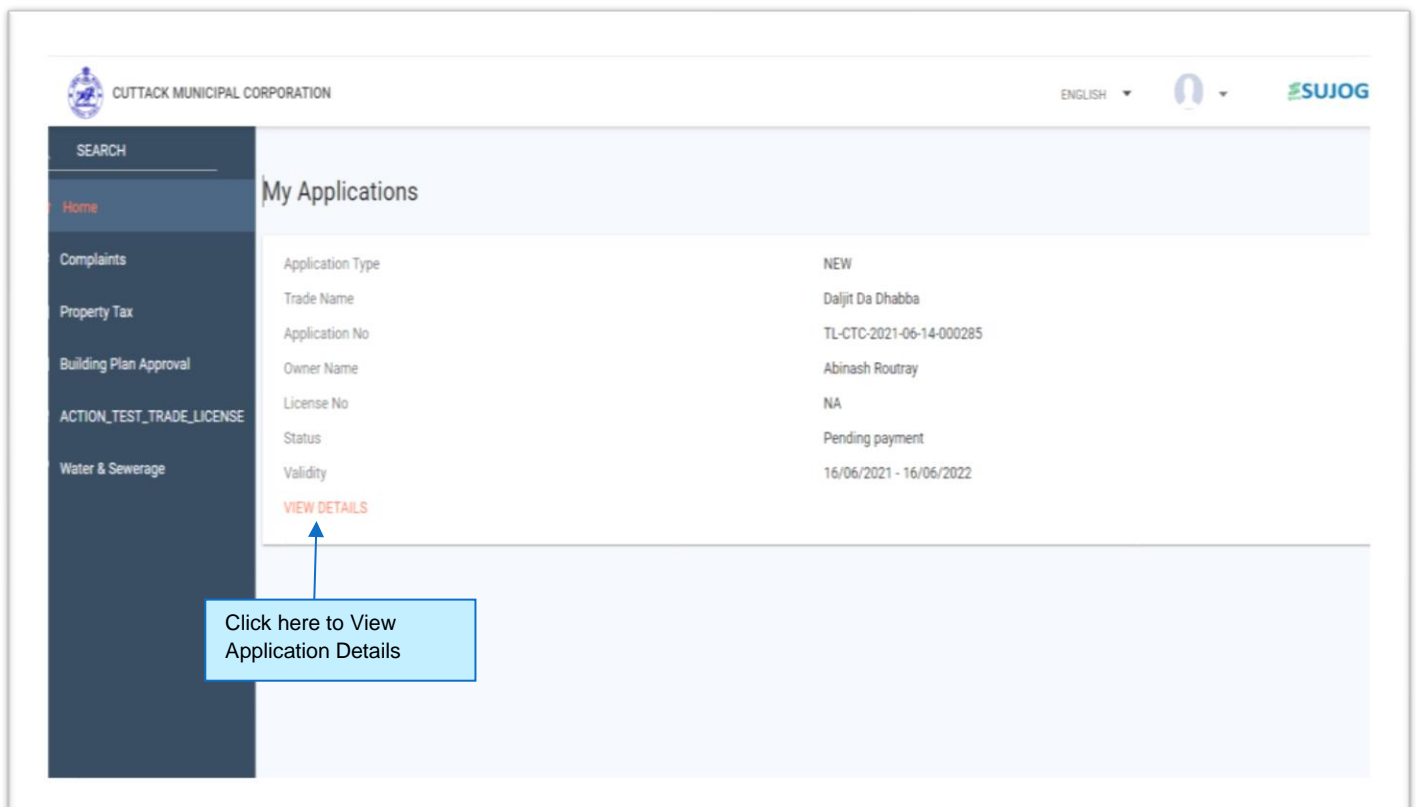 CUTTACK MUNICIPAL CORPORATION
ENGLISH
SUJOG
SEARCH
Home
Complaints
Property Tax
Building Plan Approval
ACTION_TEST_TRADE_LICENSE
Water & Sewerage
My Applications
Application Type NEW
Trade Name Daljit Da Dhabba
Application No TL-CTC-2021-06-14-000285
Owner Name Abinash Routray
License No NA
Status Pending payment
Validity 16/06/2021 - 16/06/2022
VIEW DETAILS
Click here to View
Application Details